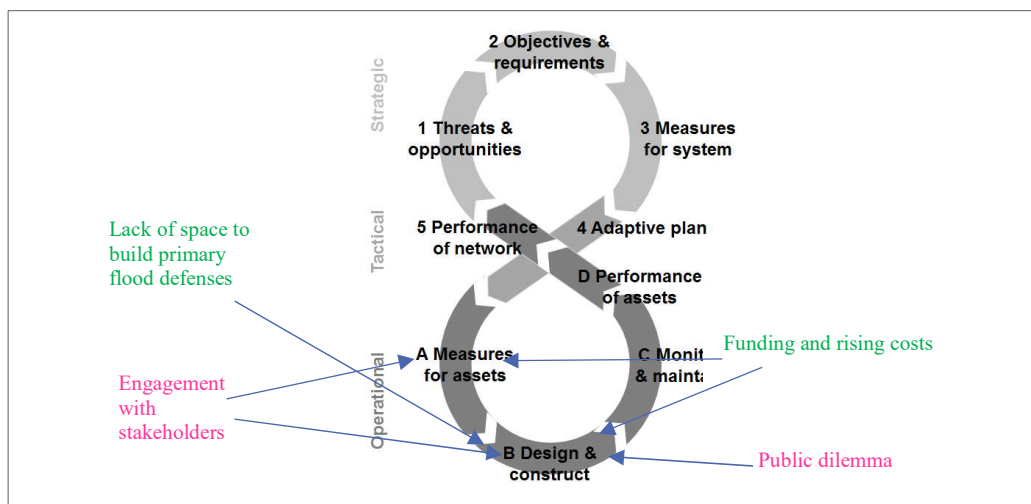 2 Objectives &
requirements
Strategic
1 Threats &
opportunities
3 Measures
for system
Lack of space to
build primary
flood defenses
Tactical
5 Performance
of network
4 Adaptive plan
D Performance
of assets
Operational
A Measures
for assets
C Monit
& mainta
Funding and rising costs
Engagement
with
stakeholders
B Design &
construct
Public dilemma